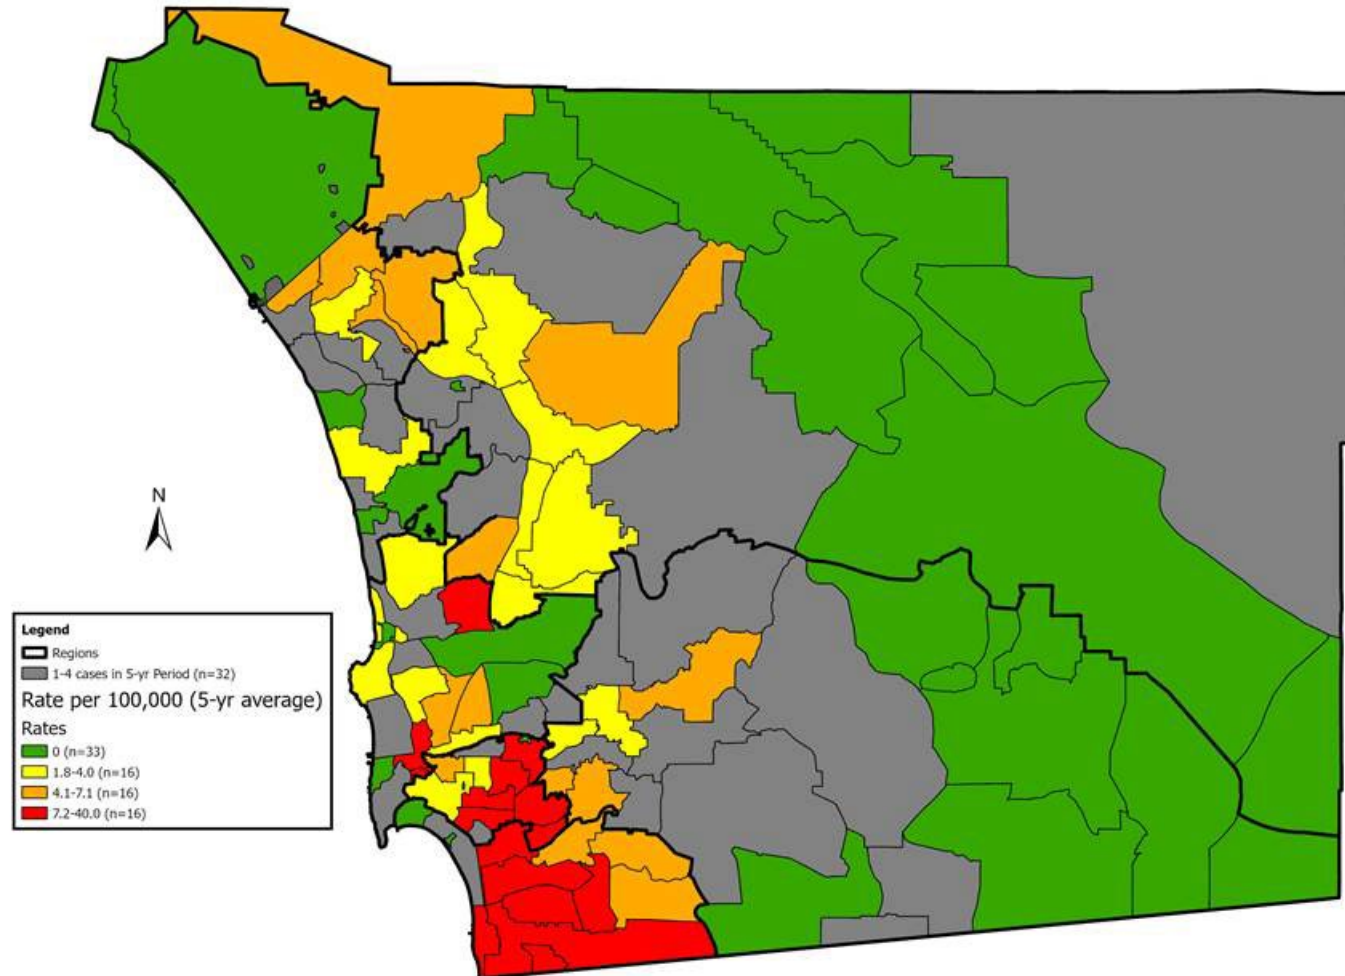 N
Legend
Regions
1-4 cases in 5-yr Period (n=32)
Rate per 100,000 (5-yr average)
Rates
0 (n=33)
1.8-4.0 (n=16)
4.1-7.1 (n=16)
7.2-40.0 (n=16)